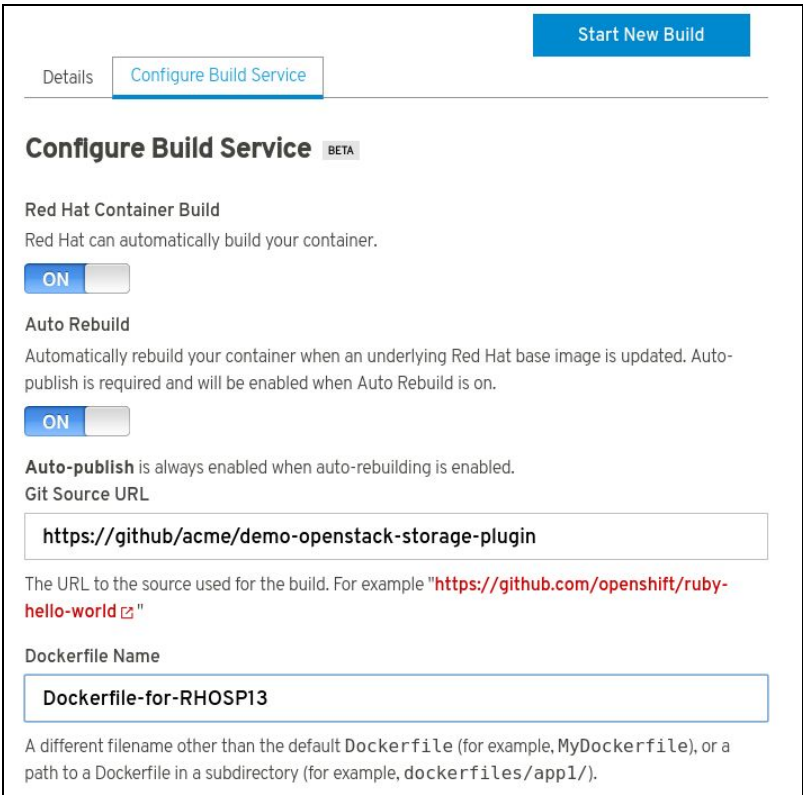 Start New Build
Details
Configure Build Service
Configure Build Service BETA
Red Hat Container Build
Red Hat can automatically build your container.
ON
Auto Rebuild
Automatically rebuild your container when an underlying Red Hat base image is updated. Auto-
publish is required and will be enabled when Auto Rebuild is on.
ON
Auto-publish is always enabled when auto-rebuilding is enabled.
Git Source URL
https://github/acme/demo-openstack-storage-plugin
The URL to the source used for the build. For example "https://github.com/openshift/ruby-
hello-world "
Dockerfile Name
Dockerfile-for-RHOSP13
A different filename other than the default Dockerfile (for example, MyDockerfile), or a
path to a Dockerfile in a subdirectory (for example, dockerfiles/app1/).